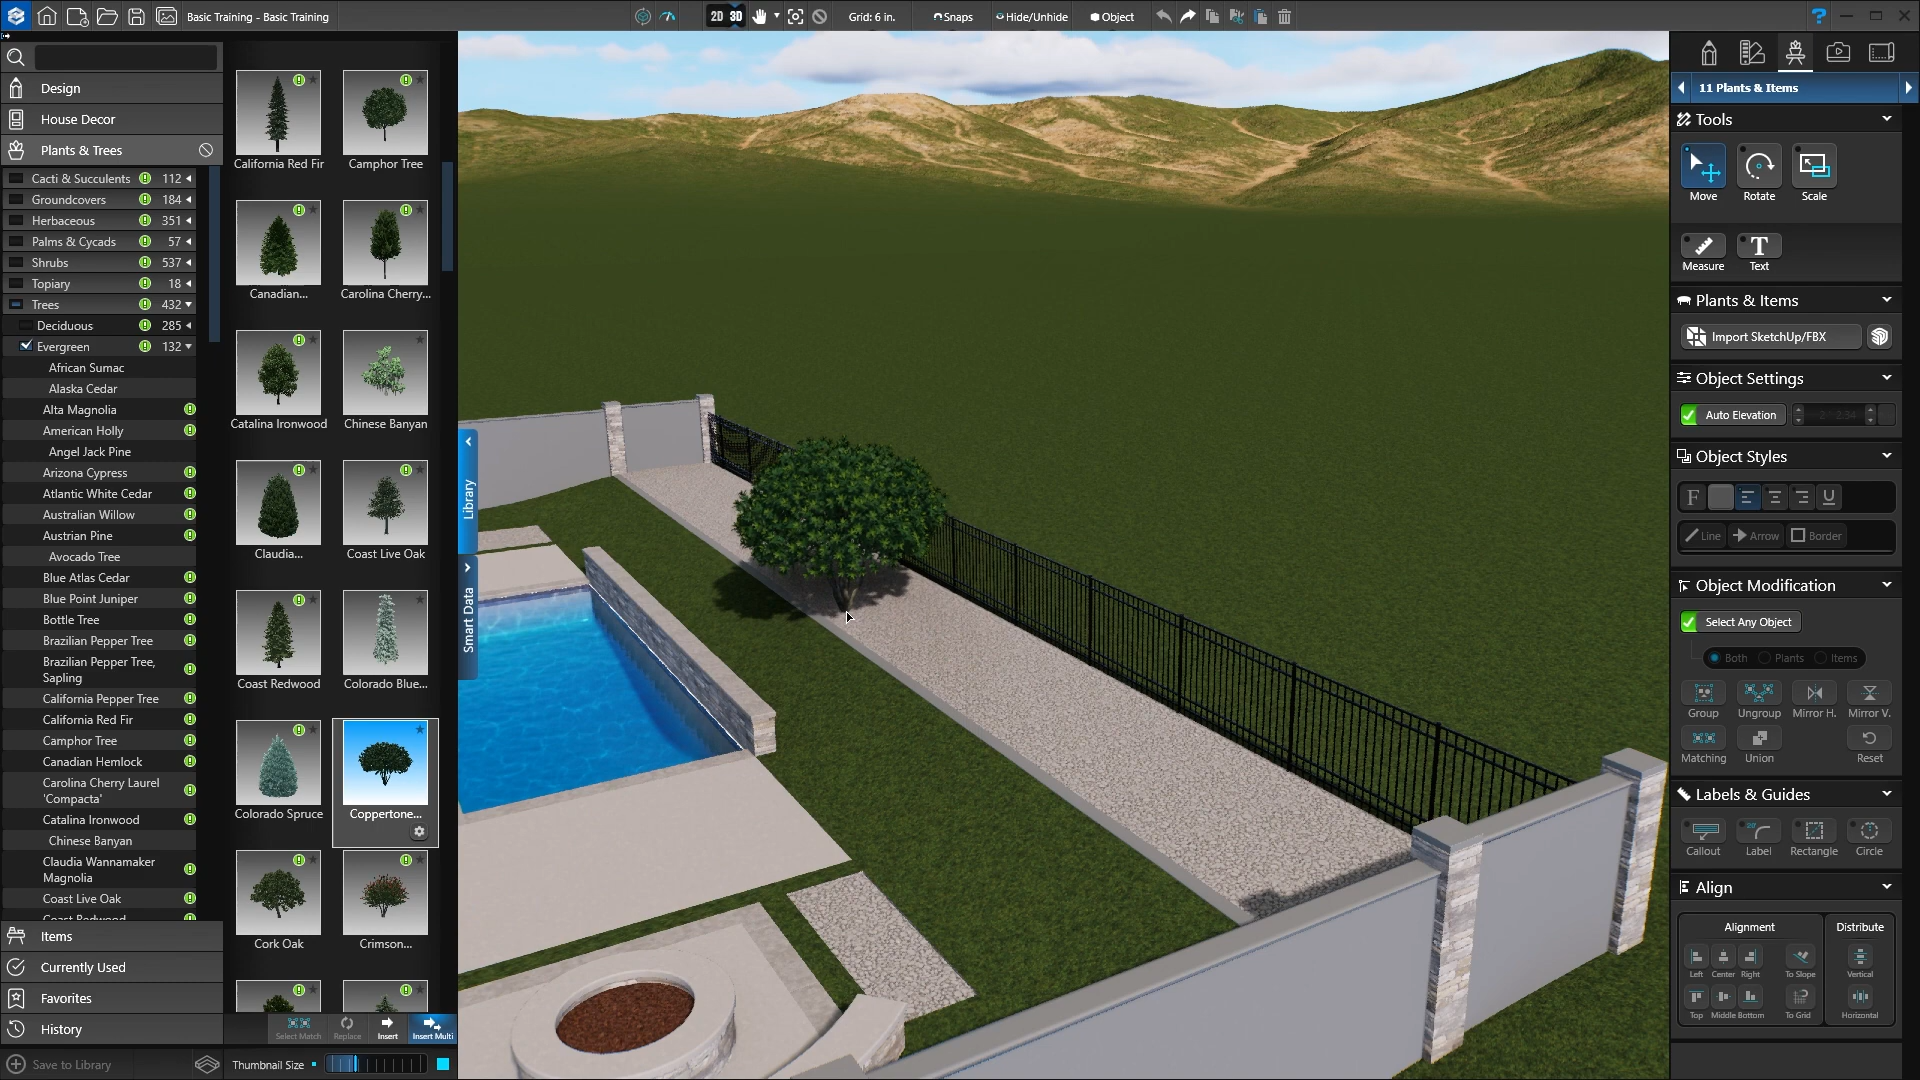 Basic Training - Basic Training
2D 3D
Grid: 6 in.
Snaps
Hide/Unhide
Object
?
Design
House Decor
Plants & Trees
Cacti & Succulents 112
Groundcovers 184
Herbaceous 351
Palms & Cycads 57
Shrubs 537
Topiary 18
Trees 432
Deciduous 285
Evergreen 132
African Sumac
Alaska Cedar
Alta Magnolia
American Holly
Angel Jack Pine
Arizona Cypress
Atlantic White Cedar
Australian Willow
Austrian Pine
Avocado Tree
Blue Atlas Cedar
Blue Point Juniper
Bottle Tree
Brazilian Pepper Tree
Brazilian Pepper Tree,
Sapling
California Pepper Tree
California Red Fir
Camphor Tree
Canadian Hemlock
Carolina Cherry Laurel
'Compacta'
Catalina Ironwood
Chinese Banyan
Claudia Wannamaker
Magnolia
Coast Live Oak
Coast Redwood
Items
Currently Used
Favorites
History
Save to Library
California Red Fir
Camphor Tree
Canadian...
Carolina Cherry...
Catalina Ironwood
Chinese Banyan
Claudia...
Coast Live Oak
Coast Redwood
Colorado Blue...
Colorado Spruce
Coppertone...
Cork Oak
Crimson...
Select Match
Replace
Insert
Insert Multi
Thumbnail Size
Library
Smart Data
11 Plants & Items
Tools
Move
Rotate
Scale
Measure
Text
Plants & Items
Import SketchUp/FBX
Object Settings
Auto Elevation
Object Styles
F
U
Line
Arrow
Border
Object Modification
Select Any Object
Both
Plants
Items
Group
Ungroup
Mirror H.
Mirror V.
Matching
Union
Reset
Labels & Guides
Callout
Label
Rectangle
Circle
Align
Alignment
Distribute
Left
Center
Right
To Slope
Vertical
Top
Middle
Bottom
To Grid
Horizontal